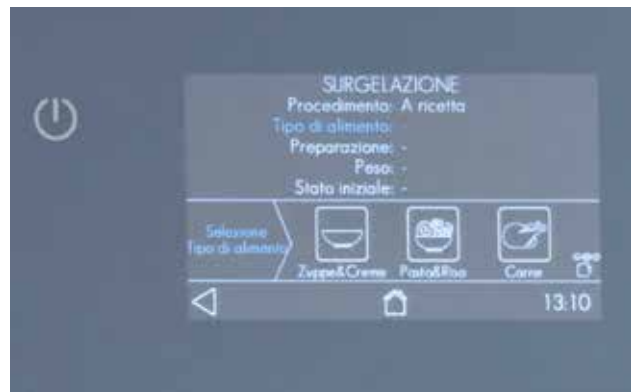 SURGELAZIONE
Procedimento: A ricetta
Tipo di alimento: -
Preparazione: -
Peso: -
Stato iniziale: -
Selezione
Tipo di alimento
Zuppe&Creme Pasta&Riso Carne
13:10